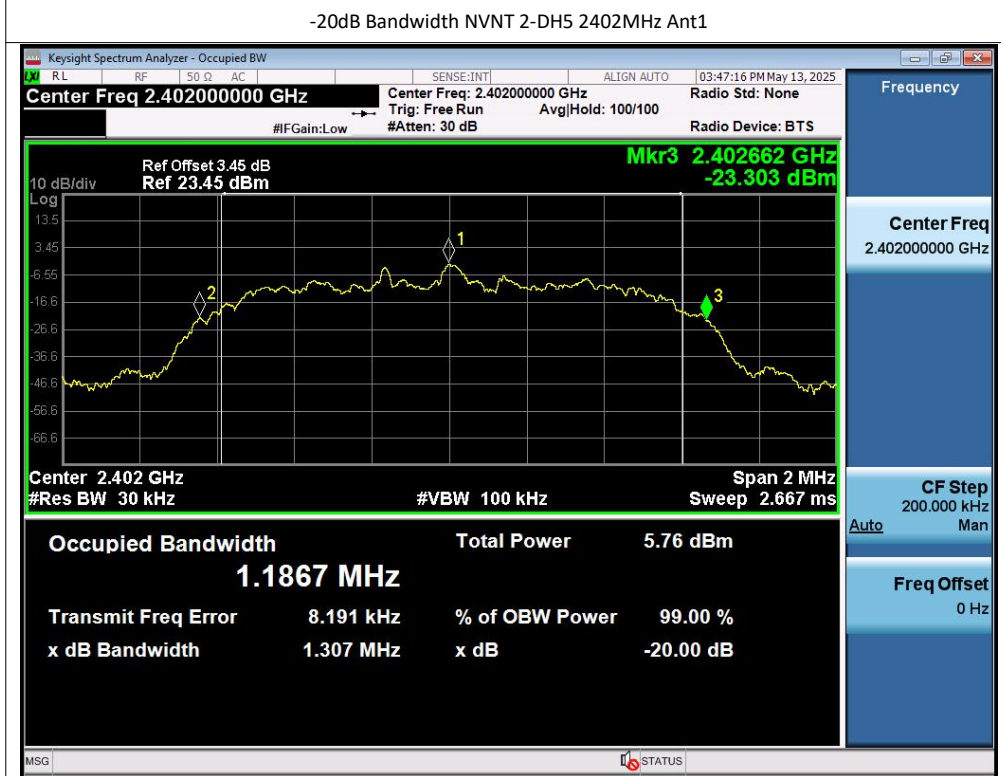 -20dB Bandwidth NVNT 2-DH5 2402MHz Ant1
Keysight Spectrum Analyzer - Occupied BW
LXI RL RF 50 Ω AC SENSE:INT ALIGN AUTO 03:47:16 PM May 13, 2025
Center Freq 2.402000000 GHz Center Freq: 2.402000000 GHz Radio Std: None
Trig: Free Run Avg|Hold: 100/100
#IFGain:Low #Atten: 30 dB Radio Device: BTS
Ref Offset 3.45 dB Mkr3 2.402662 GHz
10 dB/div Ref 23.45 dBm -23.303 dBm
Log
13.5
3.45
-6.55
-16.6
-26.6
-36.6
-46.6
-56.6
-66.6
1
2
3
Center 2.402 GHz Span 2 MHz
#Res BW 30 kHz #VBW 100 kHz Sweep 2.667 ms
Occupied Bandwidth Total Power 5.76 dBm
1.1867 MHz
Transmit Freq Error 8.191 kHz % of OBW Power 99.00 %
x dB Bandwidth 1.307 MHz x dB -20.00 dB
MSG STATUS
Frequency
Center Freq
2.402000000 GHz
CF Step
200.000 kHz
Auto Man
Freq Offset
0 Hz